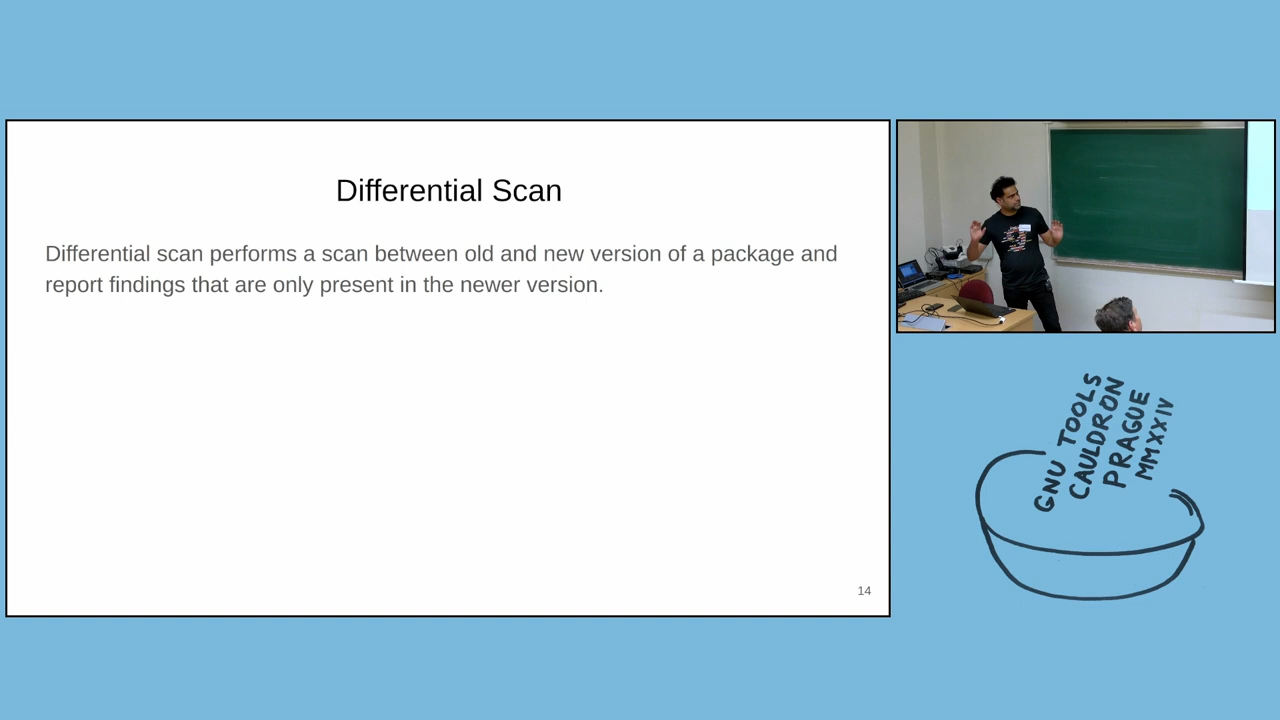 Differential Scan
Differential scan performs a scan between old and new version of a package and
report findings that are only present in the newer version.
14
GNU TOOLS
CAULDRON
PRAGUE
MMXXIV